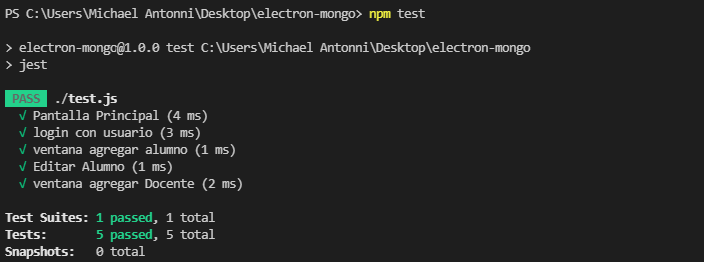 PS C:\Users\Michael Antonni\Desktop\electron-mongo> npm test
> electron-mongo@1.0.0 test C:\Users\Michael Antonni\Desktop\electron-mongo
> jest
PASS ./test.js
√ Pantalla Principal (4 ms)
√ login con usuario (3 ms)
√ ventana agregar alumno (1 ms)
√ Editar Alumno (1 ms)
√ ventana agregar Docente (2 ms)
Test Suites: 1 passed, 1 total
Tests: 5 passed, 5 total
Snapshots: 0 total